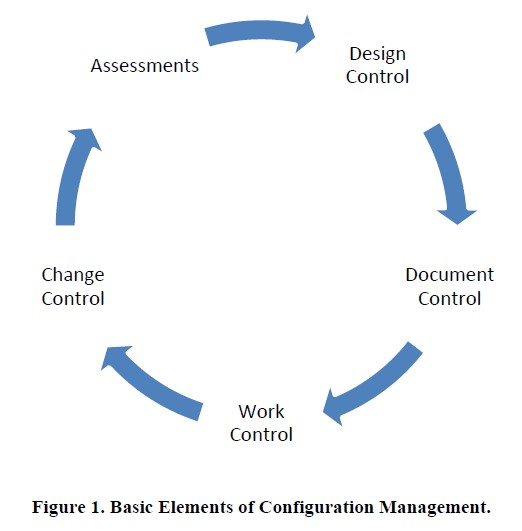 Assessments
Design
Control
Document
Control
Work
Control
Change
Control
Figure 1. Basic Elements of Configuration Management.